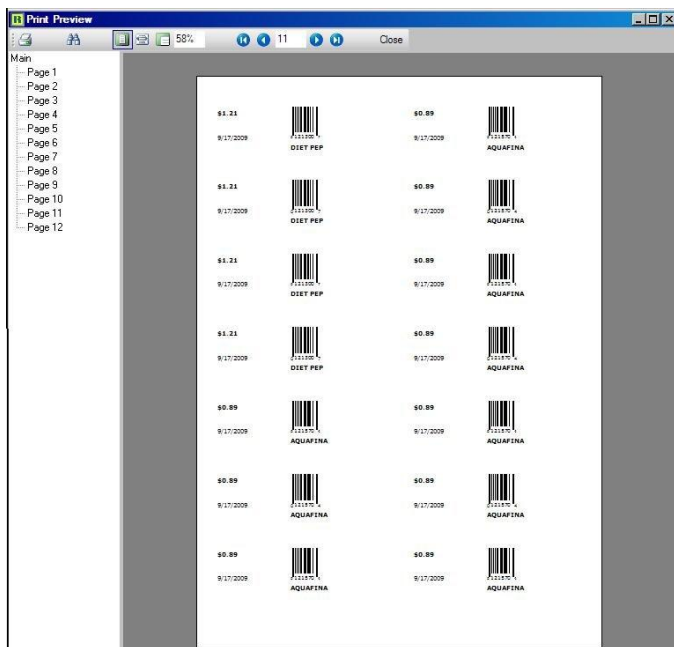 Print Preview
58%
11
Close
Main
Page 1
Page 2
Page 3
Page 4
Page 5
Page 6
Page 7
Page 8
Page 9
Page 10
Page 11
Page 12
$1.21
9/17/2009
DIET PEP
$0.89
9/17/2009
AQUAFINA
$1.21
9/17/2009
DIET PEP
$0.89
9/17/2009
AQUAFINA
$1.21
9/17/2009
DIET PEP
$0.89
9/17/2009
AQUAFINA
$1.21
9/17/2009
DIET PEP
$0.89
9/17/2009
AQUAFINA
$0.89
9/17/2009
AQUAFINA
$0.89
9/17/2009
AQUAFINA
$0.89
9/17/2009
AQUAFINA
$0.89
9/17/2009
AQUAFINA
$0.89
9/17/2009
AQUAFINA
$0.89
9/17/2009
AQUAFINA